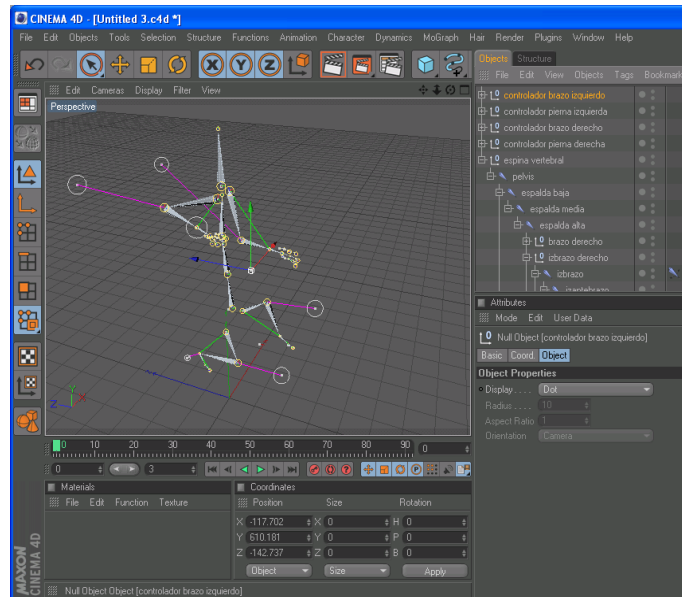 CINEMA 4D - [Untitled 3.c4d *]
File Edit Objects Tools Selection Structure Functions Animation Character Dynamics MoGraph Hair Render Plugins Window Help
X Y Z
Objects Structure
File Edit View Objects Tags Bookmark
controlador brazo izquierdo
controlador pierna izquierda
controlador brazo derecho
controlador pierna derecha
espina vertebral
pelvis
espalda baja
espalda media
espalda alta
brazo derecho
izbrazo derecho
izbrazo
izantebrazo
Edit Cameras Display Filter View
Perspective
Y
Z X
Attributes
Mode Edit User Data
Null Object [controlador brazo izquierdo]
Basic Coord. Object
Object Properties
Display . . . . Dot
Radius . . . . 10
Aspect Ratio 1
Orientation Camera
0 10 20 30 40 50 60 70 80 90 0
0 3
Materials
File Edit Function Texture
Coordinates
Position Size Rotation
X -117.702 X 0 H 0
Y 610.181 Y 0 P 0
Z -142.737 Z 0 B 0
Object Size Apply
MAXON
CINEMA 4D
Null Object Object [controlador brazo izquierdo]